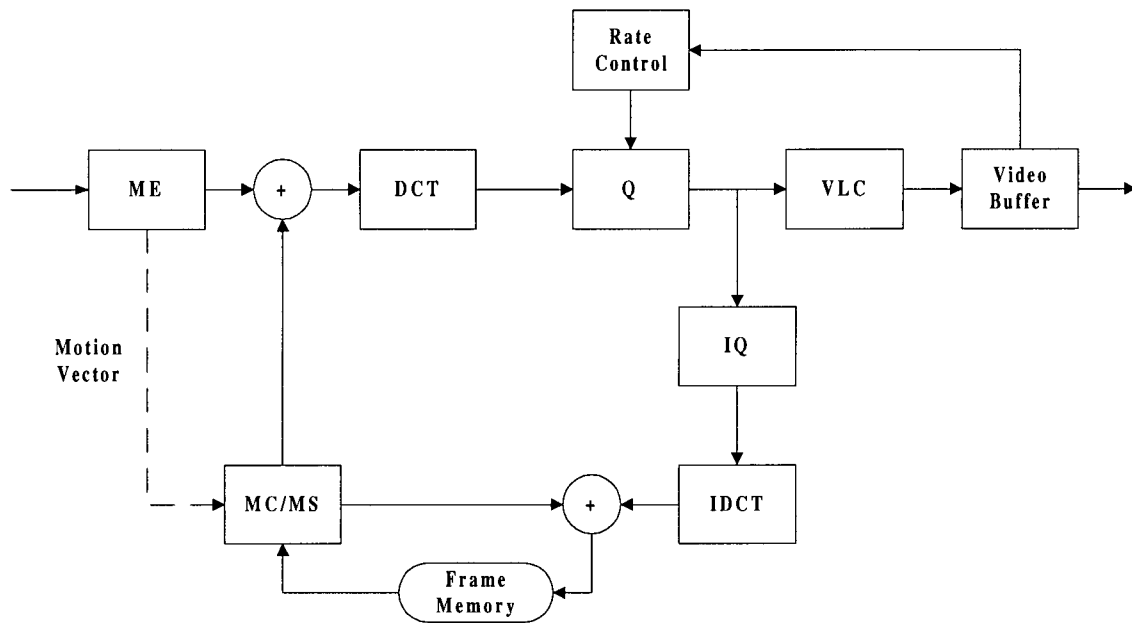 Rate
Control
ME
+
DCT
Q
VLC
Video
Buffer
Motion
Vector
IQ
MC/MS
+
IDCT
Frame
Memory